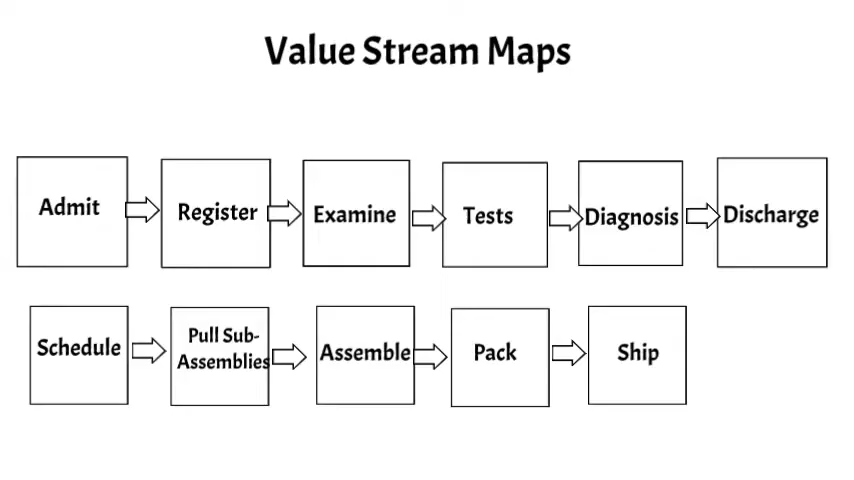 Value Stream Maps
Admit
Register
Examine
Tests
Diagnosis
Discharge
Schedule
Pull Sub-
Assemblies
Assemble
Pack
Ship